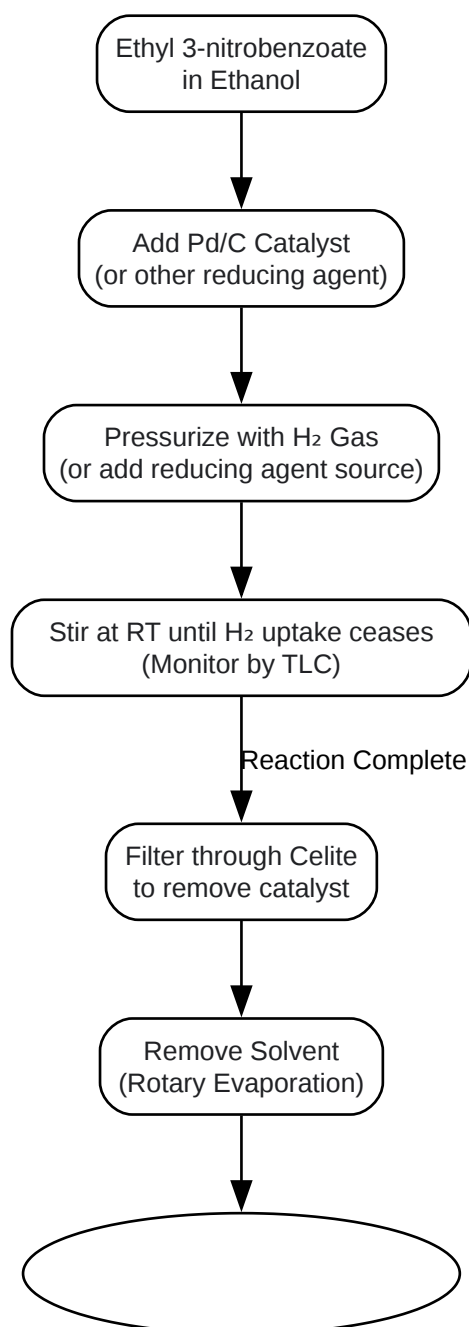 Ethyl 3-nitrobenzoate
in Ethanol
Add Pd/C Catalyst
(or other reducing agent)
Pressurize with H₂ Gas
(or add reducing agent source)
Stir at RT until H₂ uptake ceases
(Monitor by TLC)
Reaction Complete
Filter through Celite
to remove catalyst
Remove Solvent
(Rotary Evaporation)